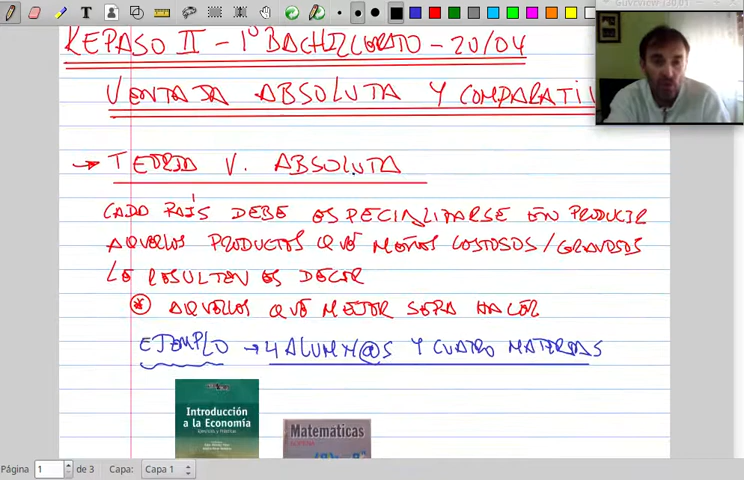 REPASO II - 1º BACHILLERATO - 20/04
VENTAJA ABSOLUTA Y COMPARATIV
→ TEORIA V. ABSOLUTA
CADA PAÍS DEBE ESPECIALIZARSE EN PRODUCIR
AQUELLOS PRODUCTOS QUE MENOS COSTOSOS/GRAVOSOS
LE RESULTEN ES DECIR
* AQUELLOS QUE MEJOR SEPA HACER
EJEMPLO → 4 ALUMN@S Y CUATRO MATERIAS
Introducción
a la Economía
Matemáticas
Página 1 de 3 Capa: Capa 1